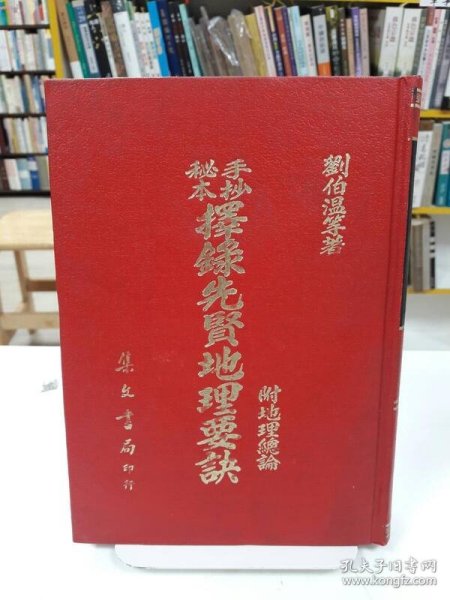 劉伯溫等著
手抄
秘本
擇錄先賢地理要訣
附地理總論
集文書局印行
孔夫子旧书网
www.kongfz.com